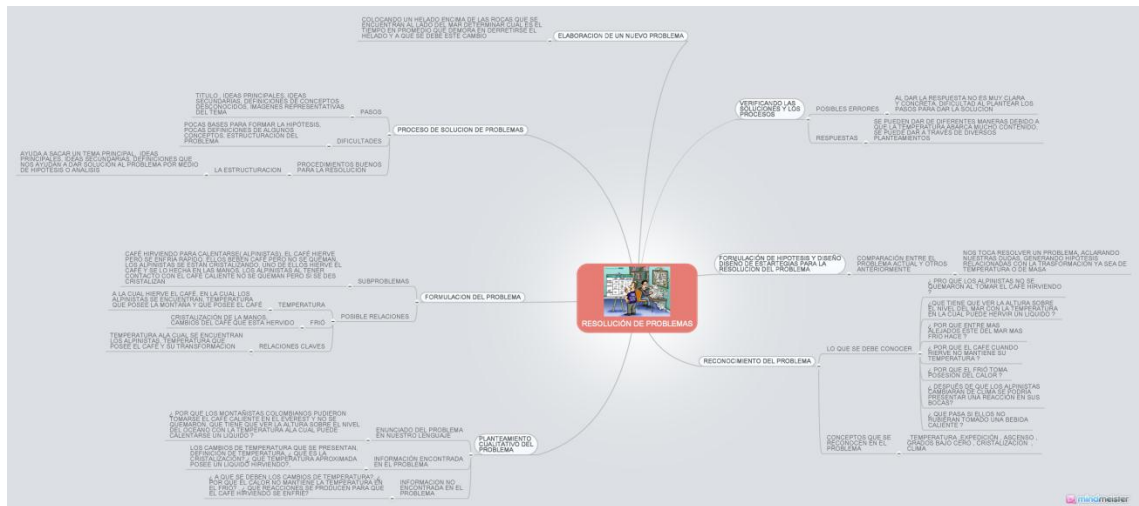 COLOCANDO UN HELADO ENCIMA DE LAS ROCAS QUE SE
ENCUENTRAN AL LADO DEL MAR DETERMINAR CUAL ES EL
TIEMPO EN PROMEDIO QUE DEMORA EN DERRETIRSE EL
HELADO Y A QUE SE DEBE ESTE CAMBIO
ELABORACION DE UN NUEVO PROBLEMA
TITULO , IDEAS PRINCIPALES, IDEAS
SECUNDARIAS, DEFINICIONES DE CONCEPTOS
DESCONOCIDOS, IMAGENES REPRESENTATIVAS
DEL TEMA
PASOS
POCAS BASES PARA FORMAR LA HIPÓTESIS,
POCAS DEFINICIONES DE ALGUNOS
CONCEPTOS, ESTRUCTURACIÓN DEL
PROBLEMA
DIFICULTADES
PROCESO DE SOLUCION DE PROBLEMAS
AYUDA A SACAR UN TEMA PRINCIPAL, IDEAS
PRINCIPALES, IDEAS SECUNDARIAS, DEFINICIONES QUE
NOS AYUDAN A DAR SOLUCIÓN AL PROBLEMA POR MEDIO
DE HIPOTESIS O ANALISIS
LA ESTRUCTURACION
PROCEDIMIENTOS BUENOS
PARA LA RESOLUCION
CAFÉ HIRVIENDO PARA CALENTARSE( ALPINISTAS), EL CAFÉ HIERVE
PERO SE ENFRÍA RAPIDO, ELLOS BEBEN CAFÉ PERO NO SE QUEMAN,
LOS ALPINISTAS SE ESTÁN CRISTALIZANDO, UNO DE ELLOS HIERVE EL
CAFÉ Y SE LO HECHA EN LAS MANOS, LOS ALPINISTAS AL TENER
CONTACTO CON EL CAFÉ CALIENTE NO SE QUEMAN PERO SI SE DES
CRISTALIZAN
SUBPROBLEMAS
A LA CUAL HIERVE EL CAFÉ, EN LA CUAL LOS
ALPINISTAS SE ENCUENTRAN, TEMPERATURA
QUE POSEE LA MONTAÑA Y QUE POSEE EL CAFÉ
TEMPERATURA
CRISTALIZACION DE LA MANOS,
CAMBIOS DEL CAFÉ QUE ESTA HERVIDO
FRIÓ
POSIBLE RELACIONES
TEMPERATURA ALA CUAL SE ENCUENTRAN
LOS ALPINISTAS, TEMPERATURA QUE
POSEE EL CAFÉ Y SU TRANSFORMACION
RELACIONES CLAVES
FORMULACION DEL PROBLEMA
¿ POR QUÉ LOS MONTAÑISTAS COLOMBIANOS PUDIERON
TOMARSE EL CAFÉ CALIENTE EN EL EVEREST Y NO SE
QUEMARON, QUE TIENE QUE VER LA ALTURA SOBRE EL NIVEL
DEL OCÉANO CON LA TEMPERATURA ALA CUAL PUEDE
CALENTARSE UN LIQUIDO ?
ENUNCIADO DEL PROBLEMA
EN NUESTRO LENGUAJE
LOS CAMBIOS DE TEMPERATURA QUE SE PRESENTAN,
DEFINICIÓN DE TEMPERATURA, ¿ QUE ES LA
CRISTALIZACIÓN?,¿ QUE TEMPERATURA APROXIMADA
POSEE UN LIQUIDO HIRVIENDO?.
INFORMACIÓN ENCONTRADA
EN EL PROBLEMA
¿ A QUE SE DEBEN LOS CAMBIOS DE TEMPERATURA?, ¿
POR QUÉ EL CALOR NO MANTIENE LA TEMPERATURA EN
EL FRIÓ? , ¿ QUE REACCIONES SE PRODUCEN PARA QUE
EL CAFÉ HIRVIENDO SE ENFRIÉ?
INFORMACION NO
ENCONTRADA EN EL
PROBLEMA
PLANTEAMIENTO
CUALITATIVO DEL
PROBLEMA
RESOLUCIÓN DE PROBLEMAS
VERIFICANDO LAS
SOLUCIONES Y LOS
PROCESOS
POSIBLES ERRORES
AL DAR LA RESPUESTA NO ES MUY CLARA
Y CONCRETA, DIFICULTAD AL PLANTEAR LOS
PASOS PARA DAR LA SOLUCION
RESPUESTAS
SE PUEDEN DAR DE DIFERENTES MANERAS DEBIDO A
QUE LA TEMPERATURA ABARCA MUCHO CONTENIDO,
SE PUEDE DAR A TRAVÉS DE DIVERSOS
PLANTEAMIENTOS
FORMULACIÓN DE HIPOTESIS Y DISEÑO
DISEÑO DE ESTARTEGIAS PARA LA
RESOLUCION DEL PROBLEMA
COMPARACIÓN ENTRE EL
PROBLEMA ACTUAL Y OTROS
ANTERIORMENTE
NOS TOCA RESOLVER UN PROBLEMA, ACLARANDO
NUESTRAS DUDAS, GENERANDO HIPÓTESIS
RELACIONADAS CON LA TRANSFORMACIÓN YA SEA DE
TEMPERATURA O DE MASA
RECONOCIMIENTO DEL PROBLEMA
LO QUE SE DEBE CONOCER
¿ PRO QUE LOS ALPINISTAS NO SE
QUEMARON AL TOMAR EL CAFÉ HIRVIENDO
?
¿QUE TIENE QUE VER LA ALTURA SOBRE
EL NIVEL DEL MAR CON LA TEMPERATURA
EN LA CUAL PUEDE HERVIR UN LIQUIDO ?
¿ POR QUE ENTRE MAS
ALEJADOS ESTE DEL MAR MAS
FRIO HACE ?
¿ POR QUE EL CAFÉ CUANDO
HIERVE NO MANTIENE SU
TEMPERATURA ?
¿ POR QUE EL FRIÓ TOMA
POSESIÓN DEL CALOR ?
¿ DESPUÉS DE QUE LOS ALPINISTAS
CAMBIARAN DE CLIMA SE PODRÍA
PRESENTAR UNA REACCIÓN EN SUS
BOCAS?
¿ QUE PASA SI ELLOS NO
HUBIERAN TOMADO UNA BEBIDA
CALIENTE ?
CONCEPTOS QUE SE
RECONOCEN EN EL
PROBLEMA
TEMPERATURA ,EXPEDICIÓN , ASCENSO ,
GRADOS BAJO CERO , CRISTALIZACIÓN ,
CLIMA
mindmeister